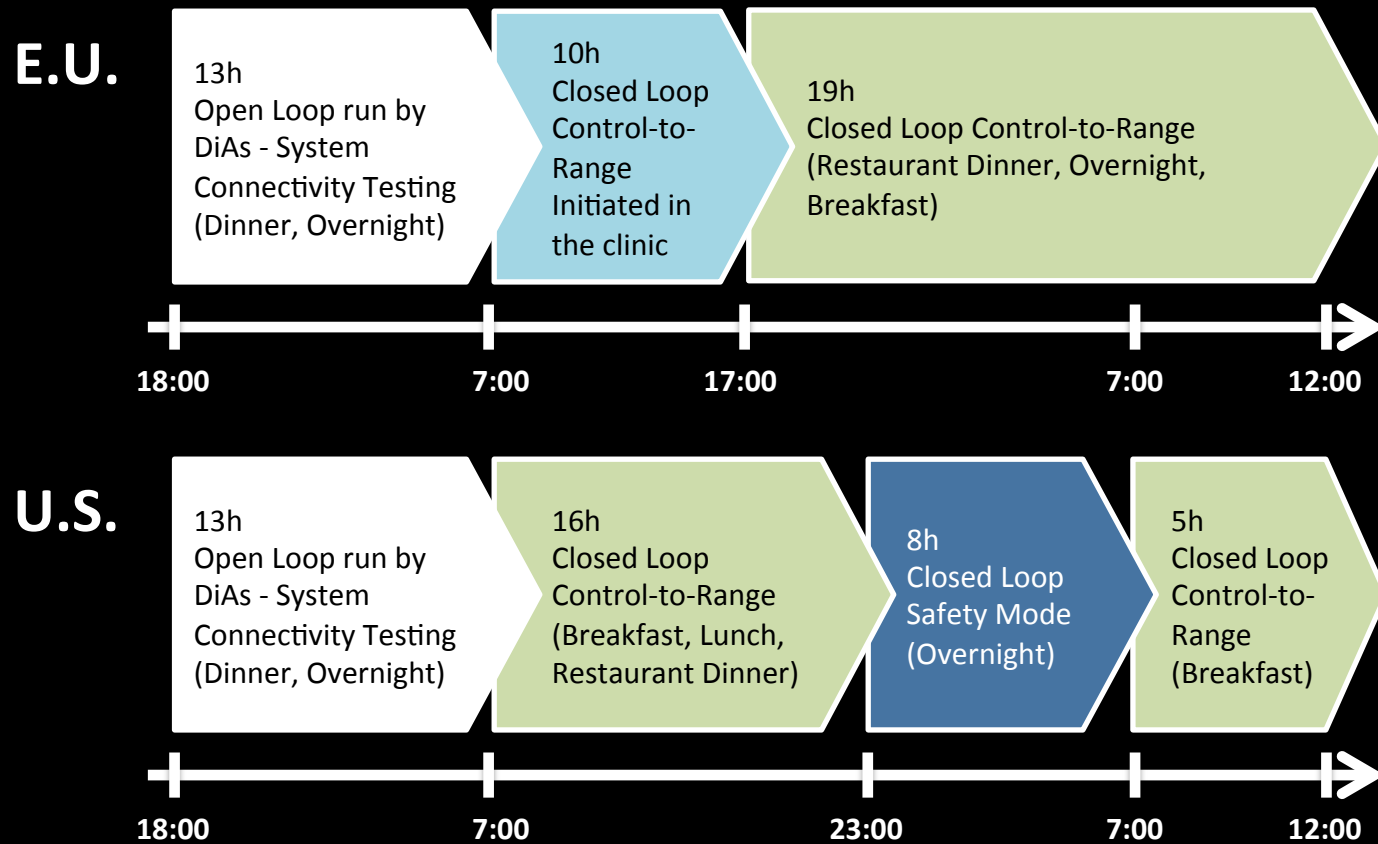 E.U.
13h
Open Loop run by
DiAs - System
Connectivity Testing
(Dinner, Overnight)
10h
Closed Loop
Control-to-
Range
Initiated in
the clinic
19h
Closed Loop Control-to-Range
(Restaurant Dinner, Overnight,
Breakfast)
18:00 7:00 17:00 7:00 12:00
U.S.
13h
Open Loop run by
DiAs - System
Connectivity Testing
(Dinner, Overnight)
16h
Closed Loop
Control-to-Range
(Breakfast, Lunch,
Restaurant Dinner)
8h
Closed Loop
Safety Mode
(Overnight)
5h
Closed Loop
Control-to-
Range
(Breakfast)
18:00 7:00 23:00 7:00 12:00